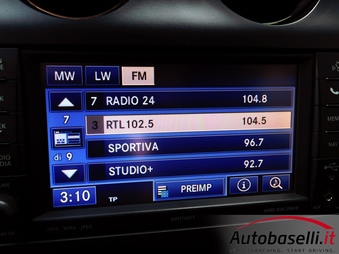 MW LW FM
7 RADIO 24 104.8
3 RTL102.5 104.5
7
SPORTIVA 96.7
di 9
STUDIO+ 92.7
3:10 TP PREIMP
Autobaselli.it